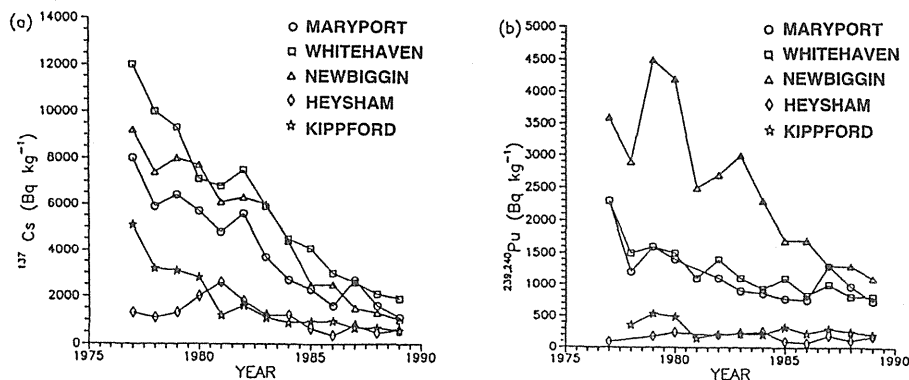 (a)
MARYPORT
WHITEHAVEN
NEWBIGGIN
HEYSHAM
KIPPFORD
137 Cs (Bq kg-1)
14000
12000
10000
8000
6000
4000
2000
0
1975
1980
1985
1990
YEAR
(b)
MARYPORT
WHITEHAVEN
NEWBIGGIN
HEYSHAM
KIPPFORD
239,240Pu (Bq kg-1)
5000
4500
4000
3500
3000
2500
2000
1500
1000
500
0
1975
1980
1985
1990
YEAR